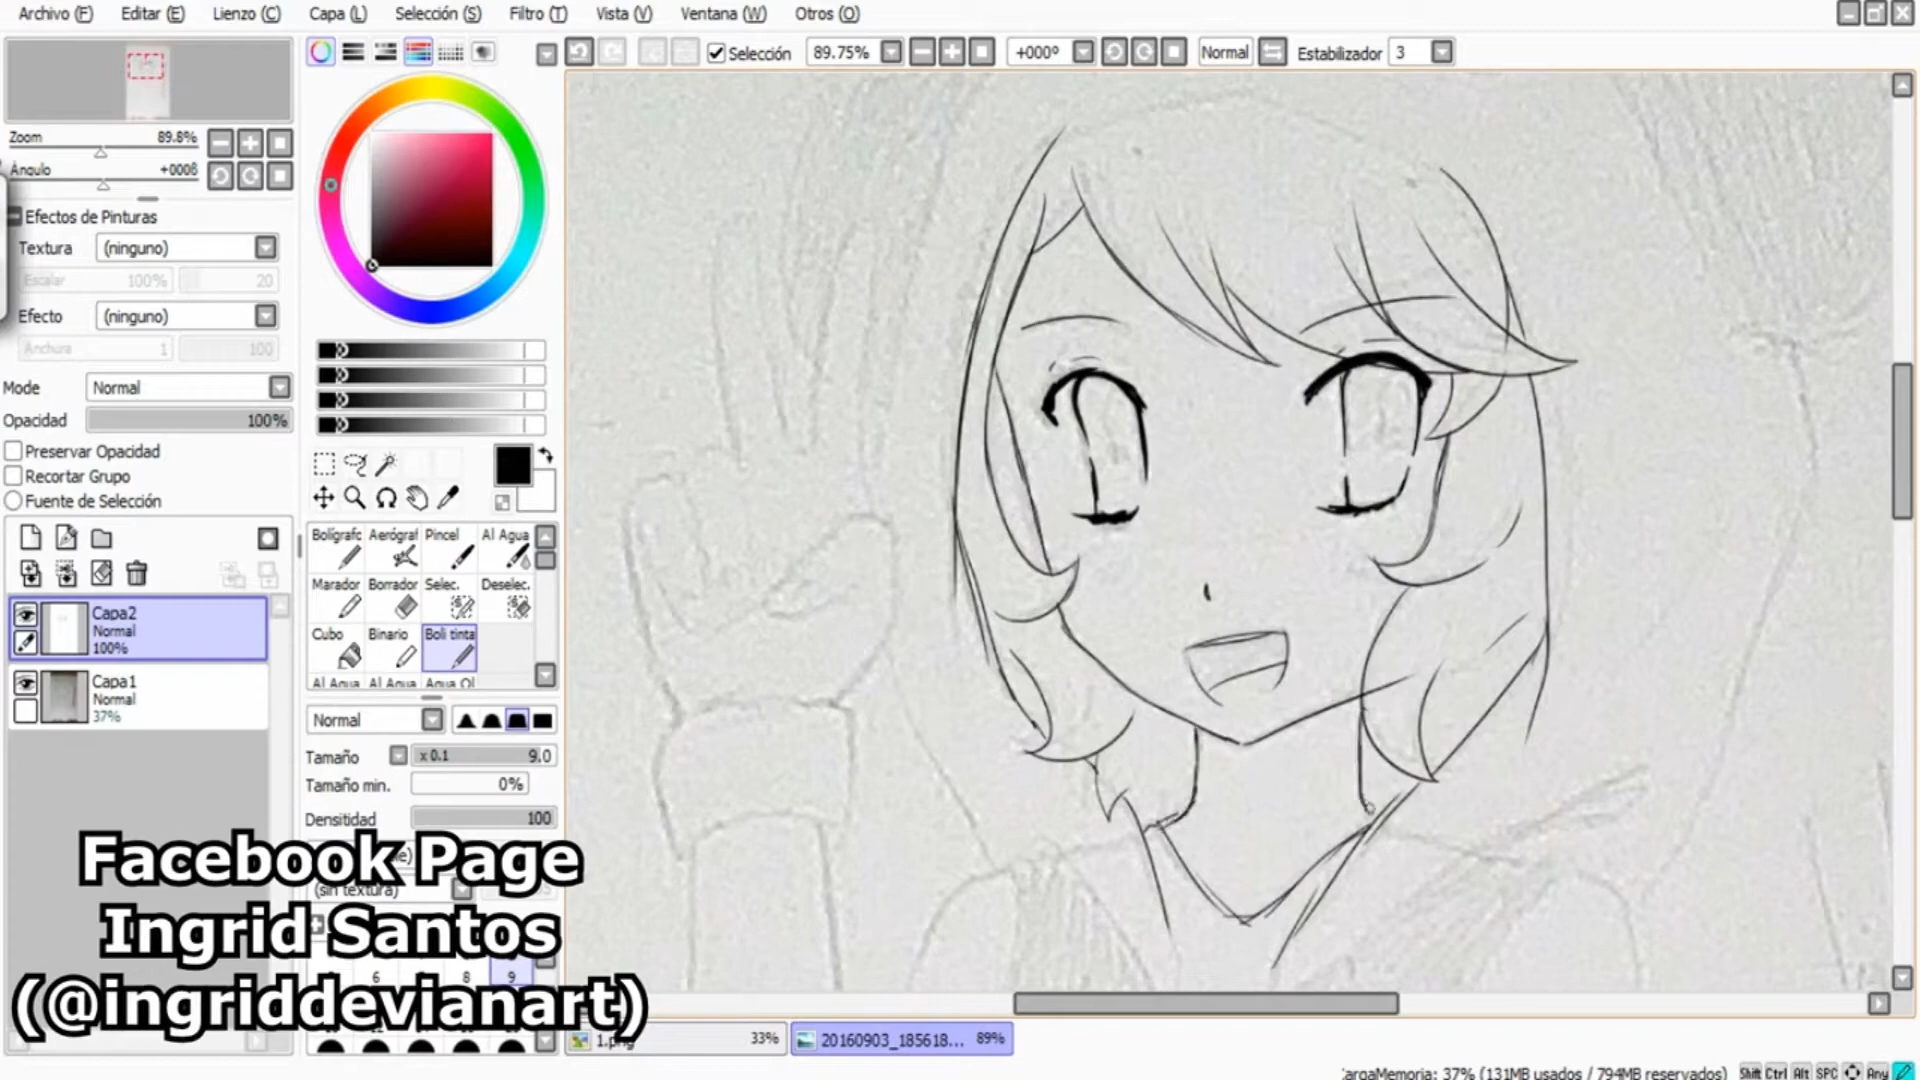 Archivo (F) Editar (E) Lienzo (C) Capa (L) Selección (S) Filtro (T) Vista (V) Ventana (W) Otros (O)
Selección 89.75% +000º Normal Estabilizador 3
Zoom 89.8%
Angulo +0008
Efectos de Pinturas
Textura (ninguno)
Escalar 100% 20
Efecto (ninguno)
Anchura 1 100
Mode Normal
Opacidad 100%
Preservar Opacidad
Recortar Grupo
Fuente de Selección
Capa2
Normal
100%
Capa1
Normal
37%
Bolígrafc Aerógraf Pincel Al Agua
Marador Borrador Selec. Deselec.
Cubo Binario Boli tinta
Al Agua Al Agua Agua Ol
Normal
Tamaño x 0.1 9.0
Tamaño min. 0%
Densitidad 100
(sin textura)
6 8 9
Facebook Page
Ingrid Santos
(@ingriddevianart)
1.png 33% 20160903_185618... 89%
argaMemoria: 37% (131MB usados / 794MB reservados) Shift Ctrl Alt SPC Any